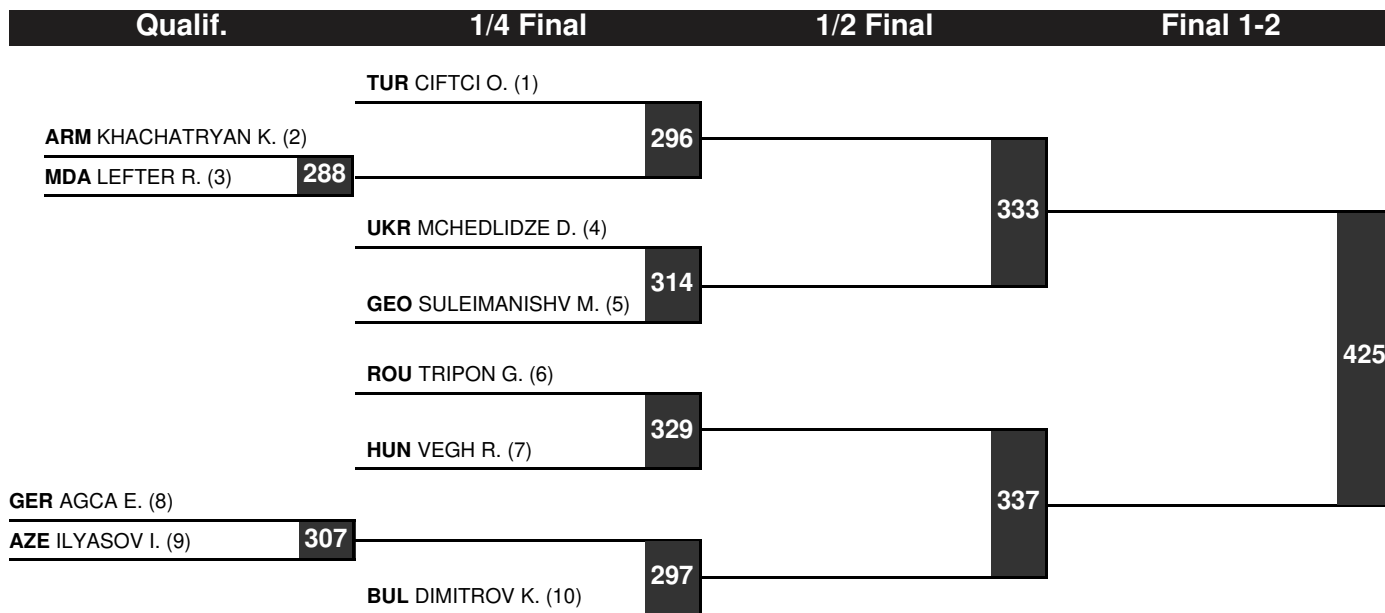 Qualif. 1/4 Final 1/2 Final Final 1-2
TUR CIFTCI O. (1)
ARM KHACHATRYAN K. (2)
296
MDA LEFTER R. (3)
288
333
UKR MCHEDLIDZE D. (4)
314
GEO SULEIMANISHV M. (5)
425
ROU TRIPON G. (6)
329
HUN VEGH R. (7)
GER AGCA E. (8)
337
AZE ILYASOV I. (9)
307
297
BUL DIMITROV K. (10)